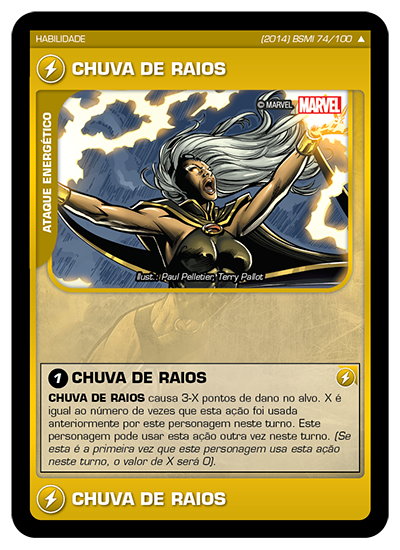 HABILIDADE (2014) BSMI 74/100 ▲
CHUVA DE RAIOS
ATAQUE ENERGÉTICO
© MARVEL MARVEL
Ilust.: Paul Pelletier, Terry Pallot
1 CHUVA DE RAIOS
CHUVA DE RAIOS causa 3-X pontos de dano no alvo. X é
igual ao número de vezes que esta ação foi usada
anteriormente por este personagem neste turno. Este
personagem pode usar esta ação outra vez neste turno. (Se
esta é a primeira vez que este personagem usa esta ação
neste turno, o valor de X será 0).
CHUVA DE RAIOS